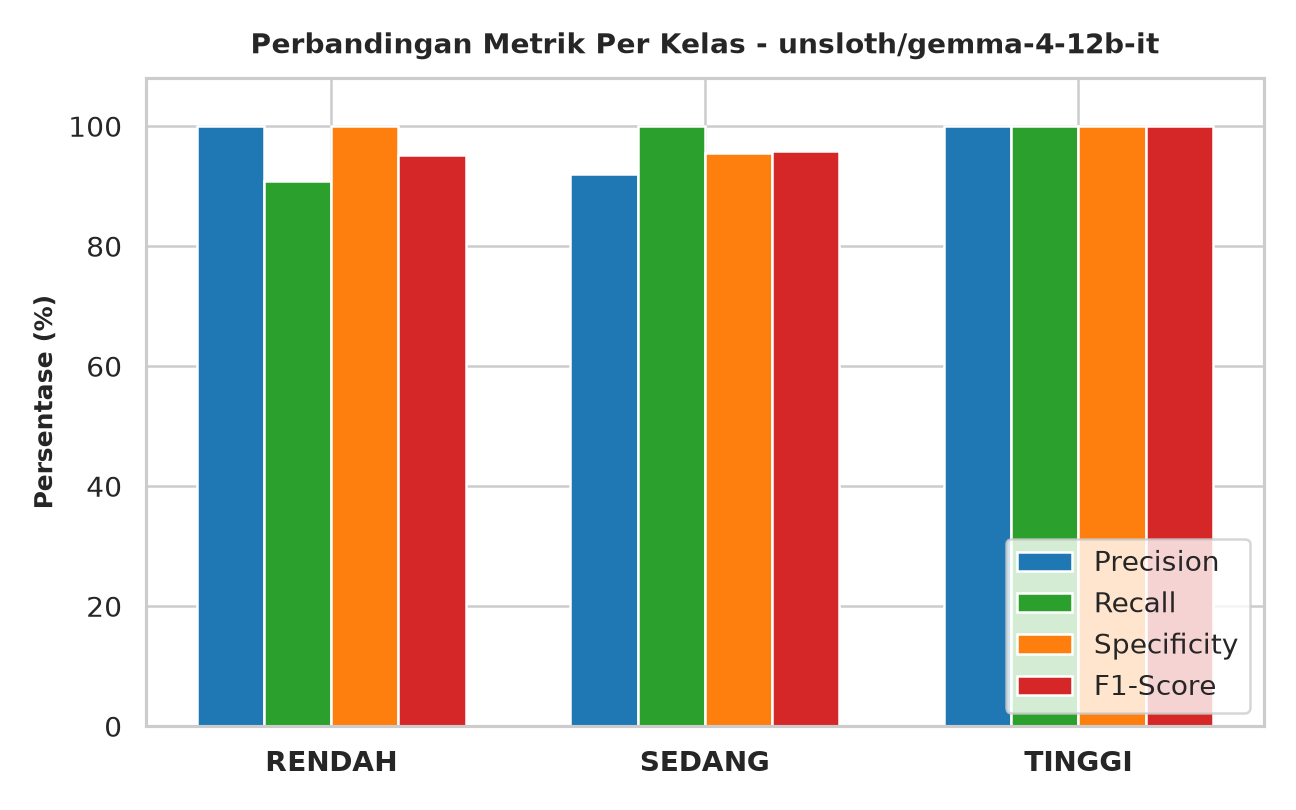 Perbandingan Metrik Per Kelas - unsloth/gemma-4-12b-it
Persentase (%)
100
80
60
40
20
0
RENDAH
SEDANG
TINGGI
Precision
Recall
Specificity
F1-Score